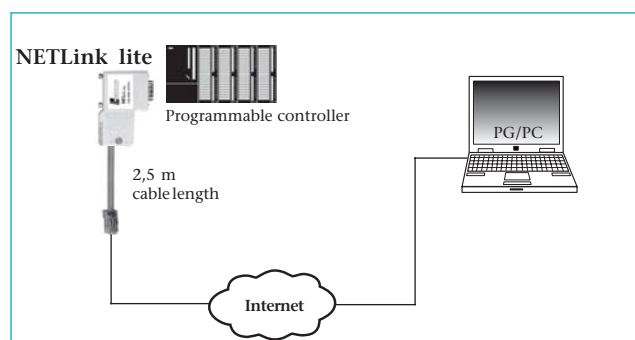 NETLink lite
Programmable controller
PG/PC
2,5 m
cable length
Internet